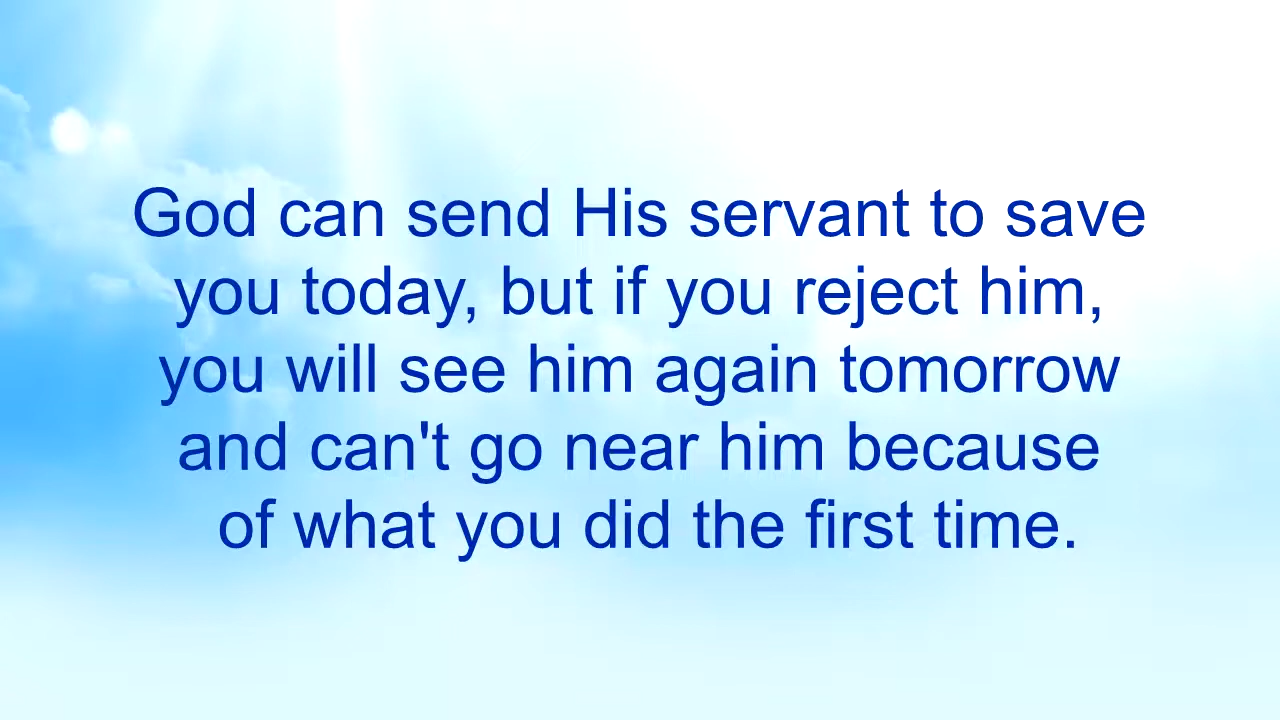 God can send His servant to save
you today, but if you reject him,
you will see him again tomorrow
and can't go near him because
of what you did the first time.